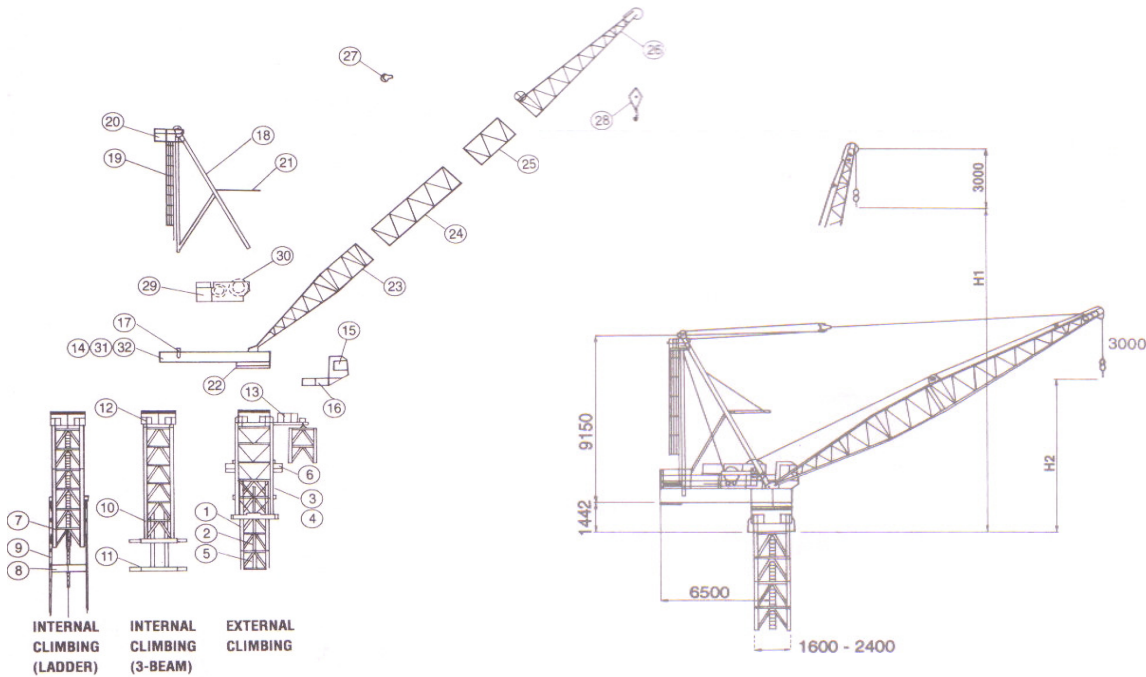 27
26
20
18
28
19
21
25
24
30
29
23
17
15
14 31 32
22
16
12
13
6
3
10
1
4
7
2
9
11
5
8
INTERNAL
CLIMBING
(LADDER)
INTERNAL
CLIMBING
(3-BEAM)
EXTERNAL
CLIMBING
3000
H1
3000
9150
H2
1442
6500
1600 - 2400